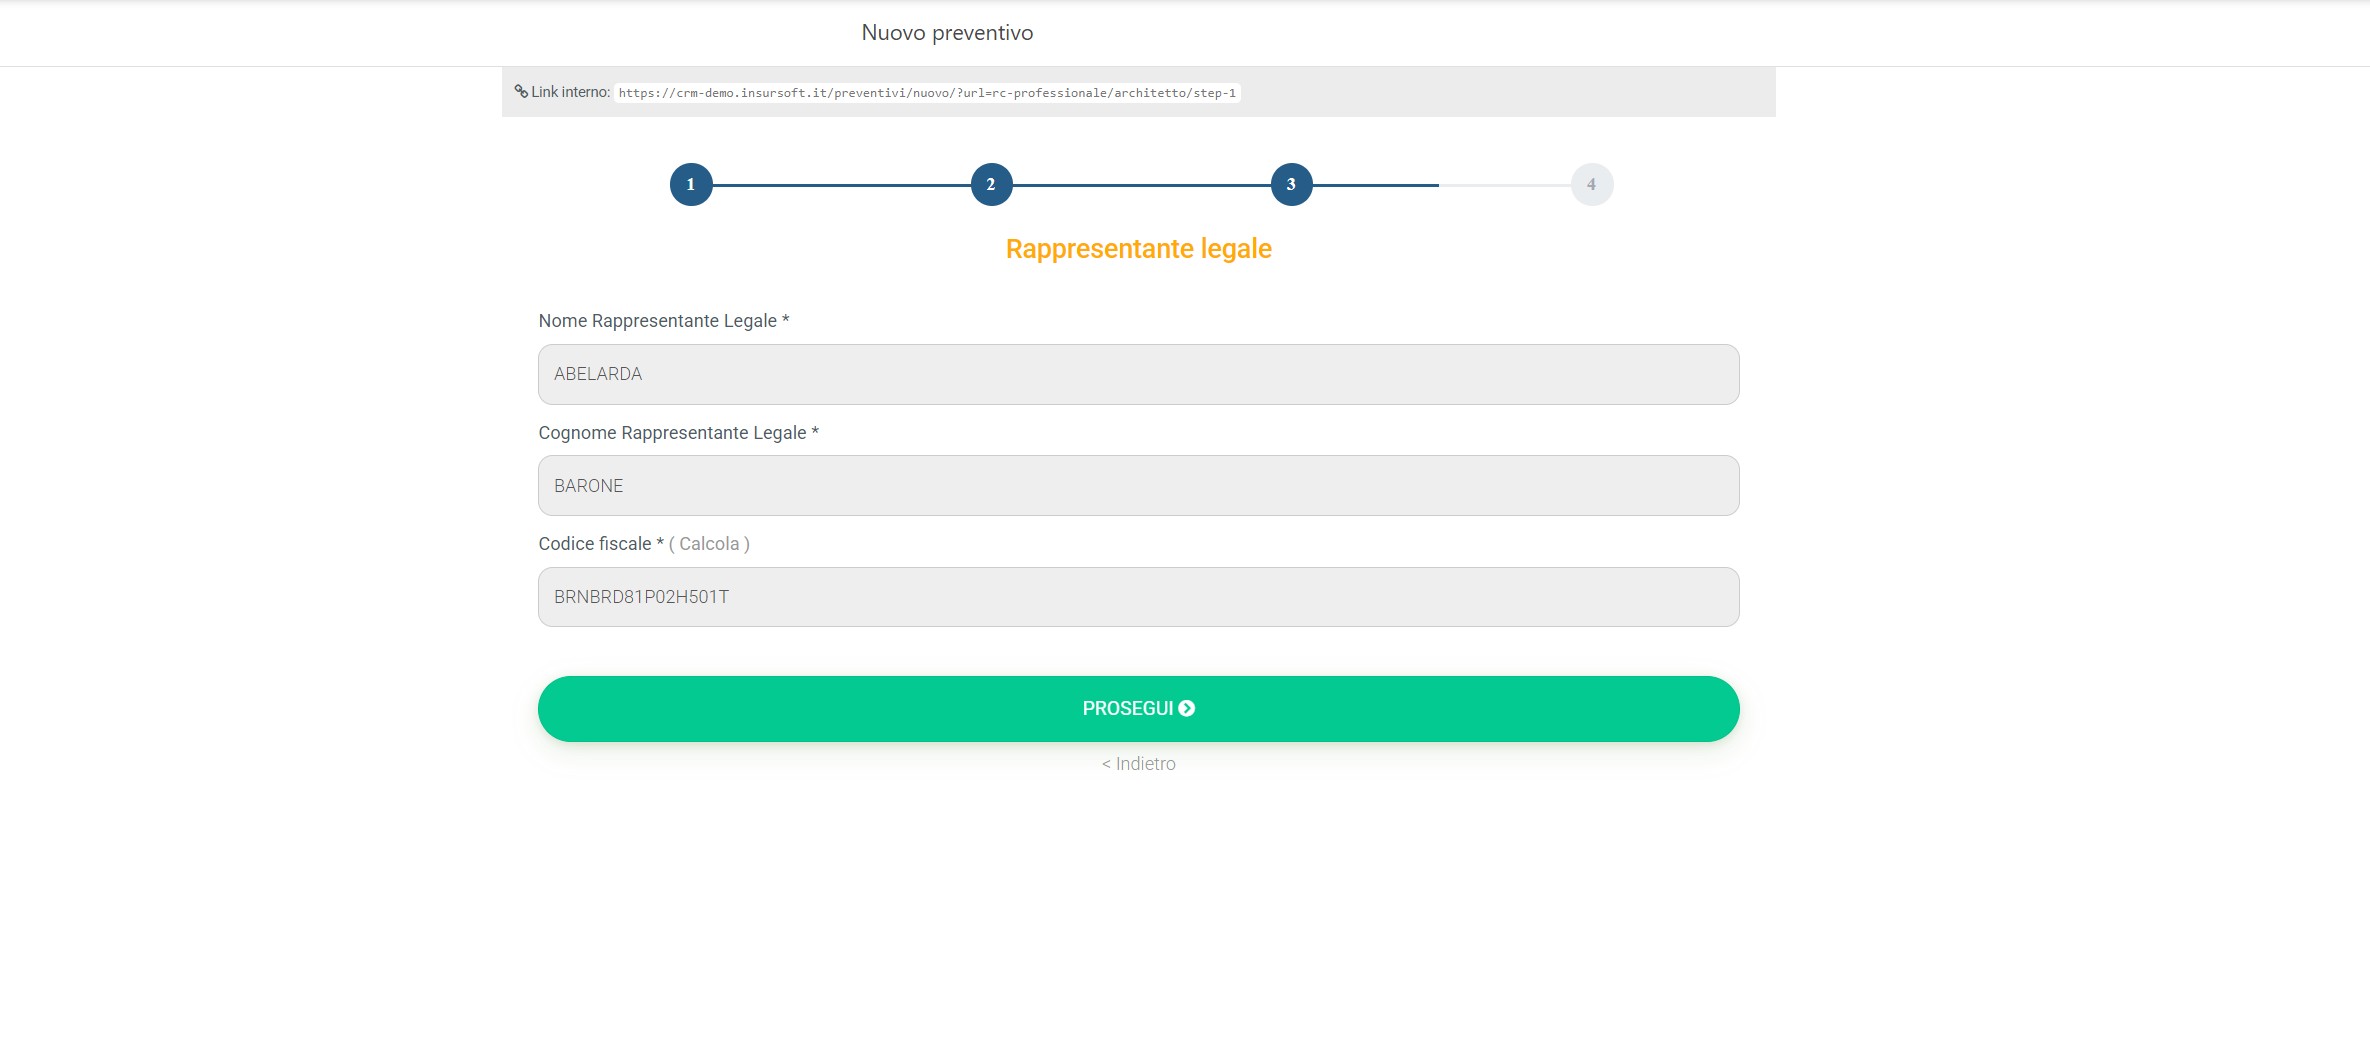 Nuovo preventivo
Link interno: https://crm-demo.insursoft.it/preventivi/nuovo/?url=rc-professionale/architetto/step-1
1 2 3 4
Rappresentante legale
Nome Rappresentante Legale *
ABELARDA
Cognome Rappresentante Legale *
BARONE
Codice fiscale * ( Calcola )
BRNBRD81P02H501T
PROSEGUI
< Indietro